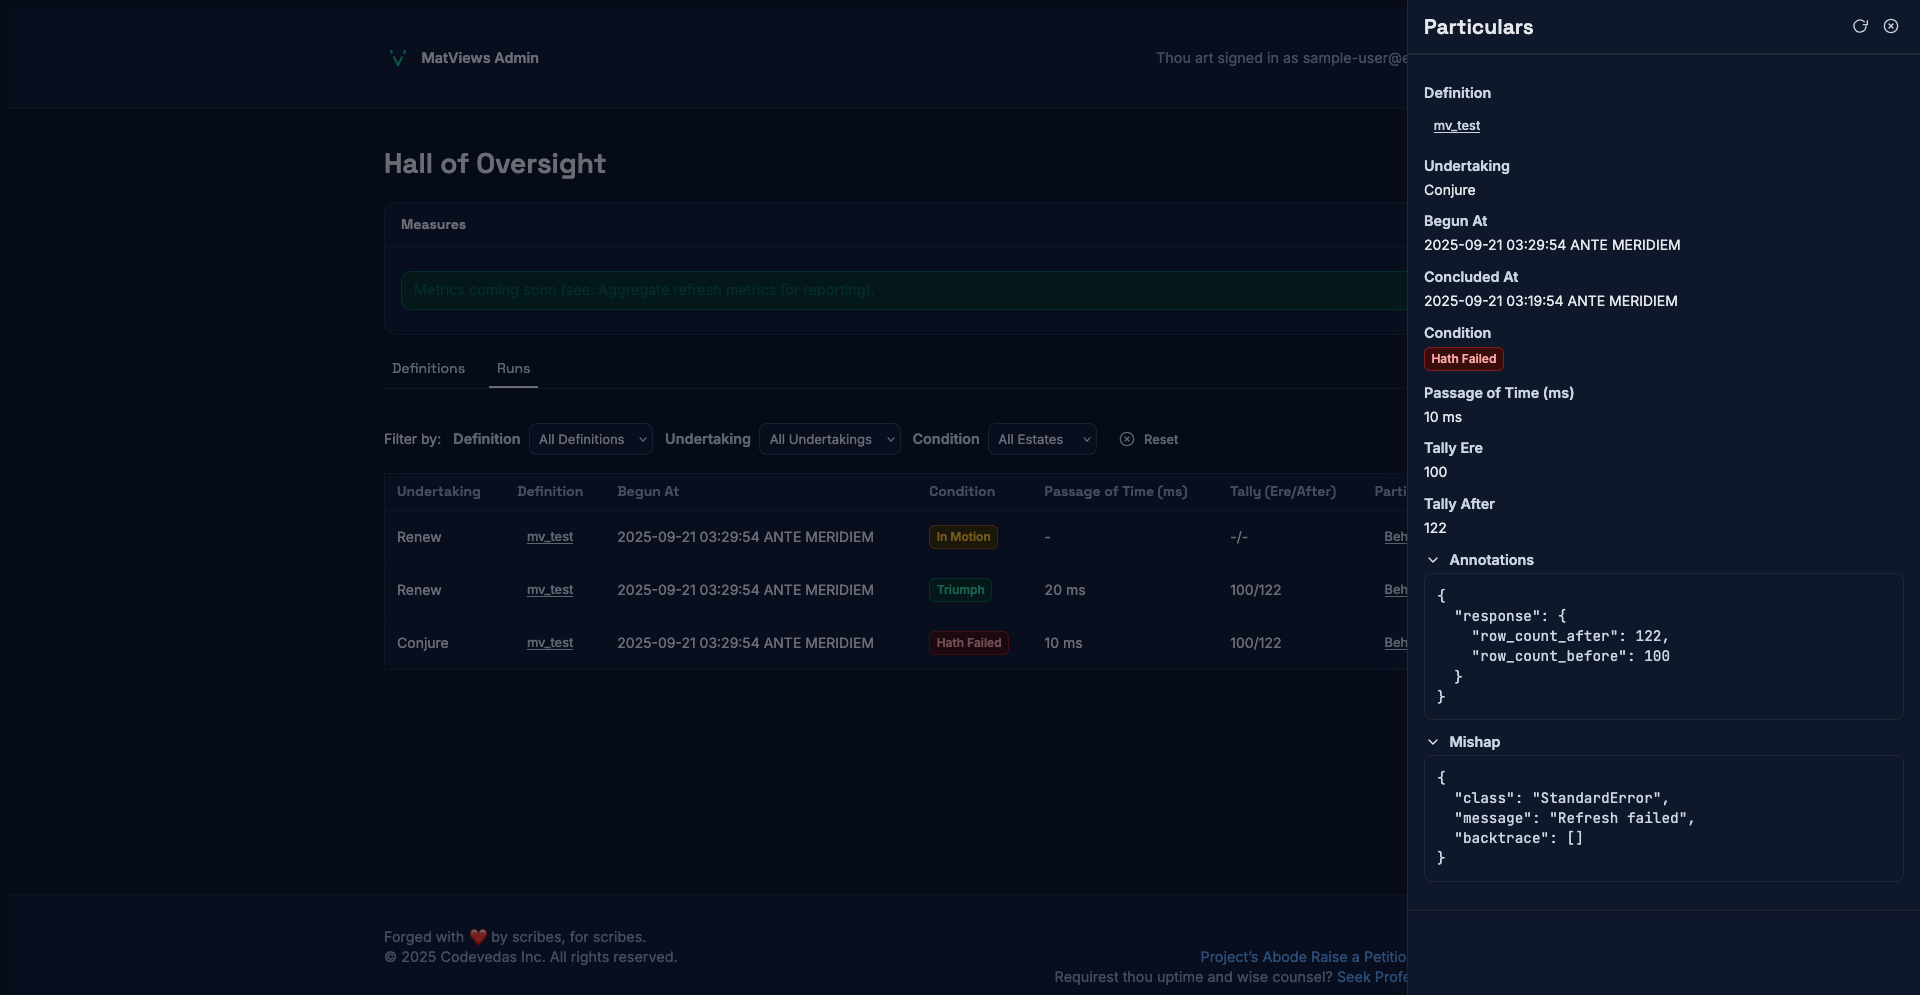 MatViews Admin
Thou art signed in as sample-user@e
Hall of Oversight
Measures
Metrics coming soon (see: Aggregate refresh metrics for reporting).
Definitions Runs
Filter by: Definition All Definitions Undertaking All Undertakings Condition All Estates Reset
Undertaking Definition Begun At Condition Passage of Time (ms) Tally (Ere/After) Parti
Renew mv_test 2025-09-21 03:29:54 ANTE MERIDIEM In Motion - -/- Beh
Renew mv_test 2025-09-21 03:29:54 ANTE MERIDIEM Triumph 20 ms 100/122 Beh
Conjure mv_test 2025-09-21 03:29:54 ANTE MERIDIEM Hath Failed 10 ms 100/122 Beh
Forged with ❤️ by scribes, for scribes.
© 2025 Codevedas Inc. All rights reserved.
Project's Abode Raise a Petitio
Requirest thou uptime and wise counsel? Seek Profe
Particulars
Definition
mv_test
Undertaking
Conjure
Begun At
2025-09-21 03:29:54 ANTE MERIDIEM
Concluded At
2025-09-21 03:19:54 ANTE MERIDIEM
Condition
Hath Failed
Passage of Time (ms)
10 ms
Tally Ere
100
Tally After
122
Annotations
{
  "response": {
    "row_count_after": 122,
    "row_count_before": 100
  }
}
Mishap
{
  "class": "StandardError",
  "message": "Refresh failed",
  "backtrace": []
}